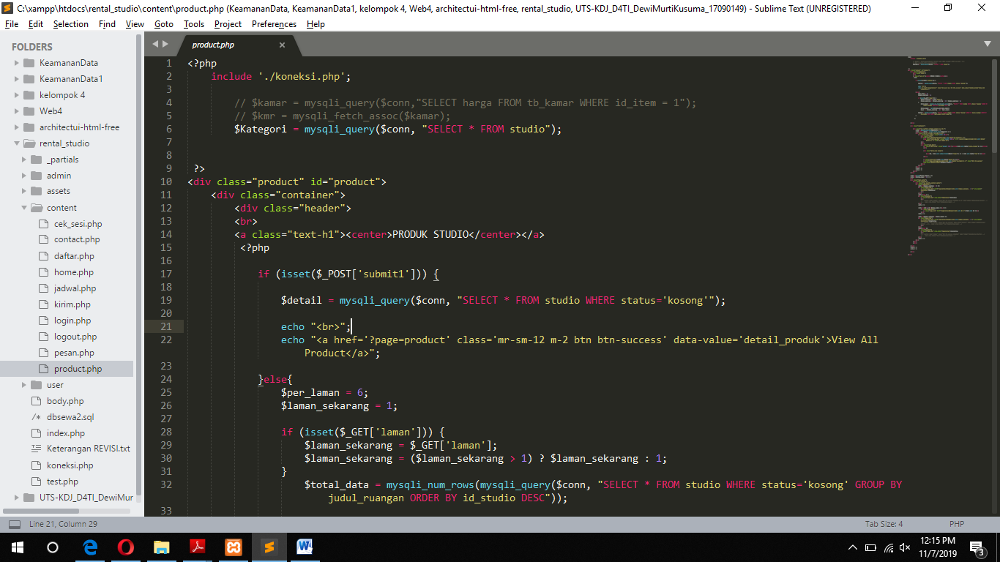 C:\xampp\htdocs\rental_studio\content\product.php (KeamananData, KeamananData1, kelompok 4, Web4, architectui-html-free, rental_studio, UTS-KDJ_D4TI_DewiMurtiKusuma_17090149) - Sublime Text (UNREGISTERED)
File Edit Selection Find View Goto Tools Project Preferences Help
FOLDERS
KeamananData
KeamananData1
kelompok 4
Web4
architectui-html-free
rental_studio
_partials
admin
assets
content
cek_sesi.php
contact.php
daftar.php
home.php
jadwal.php
kirim.php
login.php
logout.php
pesan.php
product.php
user
body.php
/* dbsewa2.sql
index.php
Keterangan REVISI.txt
koneksi.php
test.php
UTS-KDJ_D4TI_DewiMur
product.php
1 <?php
2 include './koneksi.php';
3
4 // $kamar = mysqli_query($conn,"SELECT harga FROM tb_kamar WHERE id_item = 1");
5 // $kmr = mysqli_fetch_assoc($kamar);
6 $Kategori = mysqli_query($conn, "SELECT * FROM studio");
7
8
9 ?>
10 <div class="product" id="product">
11 <div class="container">
12 <div class="header">
13 <br>
14 <a class="text-h1"><center>PRODUK STUDIO</center></a>
15 <?php
16
17 if (isset($_POST['submit1'])) {
18
19 $detail = mysqli_query($conn, "SELECT * FROM studio WHERE status='kosong'");
20
21 echo "<br>";
22 echo "<a href='?page=product' class='mr-sm-12 m-2 btn btn-success' data-value='detail_produk'>View All
Product</a>";
23
24 }else{
25 $per_laman = 6;
26 $laman_sekarang = 1;
27
28 if (isset($_GET['laman'])) {
29 $laman_sekarang = $_GET['laman'];
30 $laman_sekarang = ($laman_sekarang > 1) ? $laman_sekarang : 1;
31 }
32 $total_data = mysqli_num_rows(mysqli_query($conn, "SELECT * FROM studio WHERE status='kosong' GROUP BY
judul_ruangan ORDER BY id_studio DESC"));
33
Line 21, Column 29 Tab Size: 4 PHP
12:15 PM
11/7/2019
3